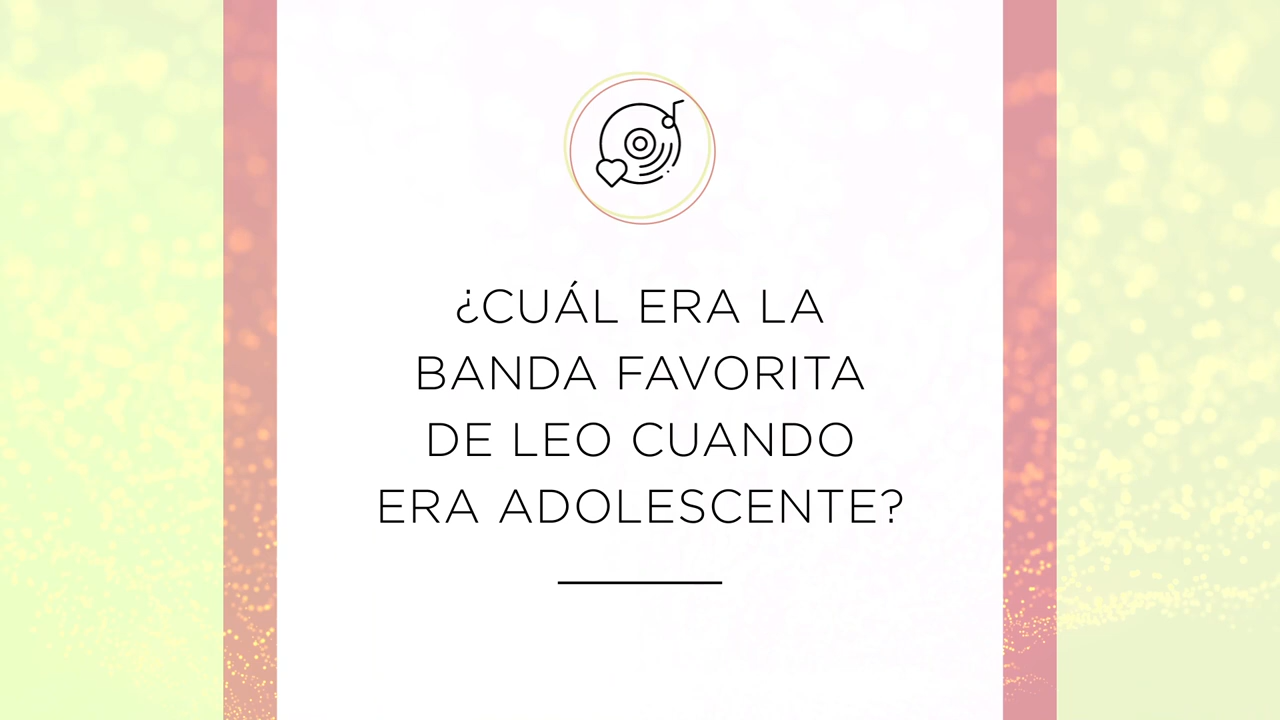 ¿CUÁL ERA LA
BANDA FAVORITA
DE LEO CUANDO
ERA ADOLESCENTE?